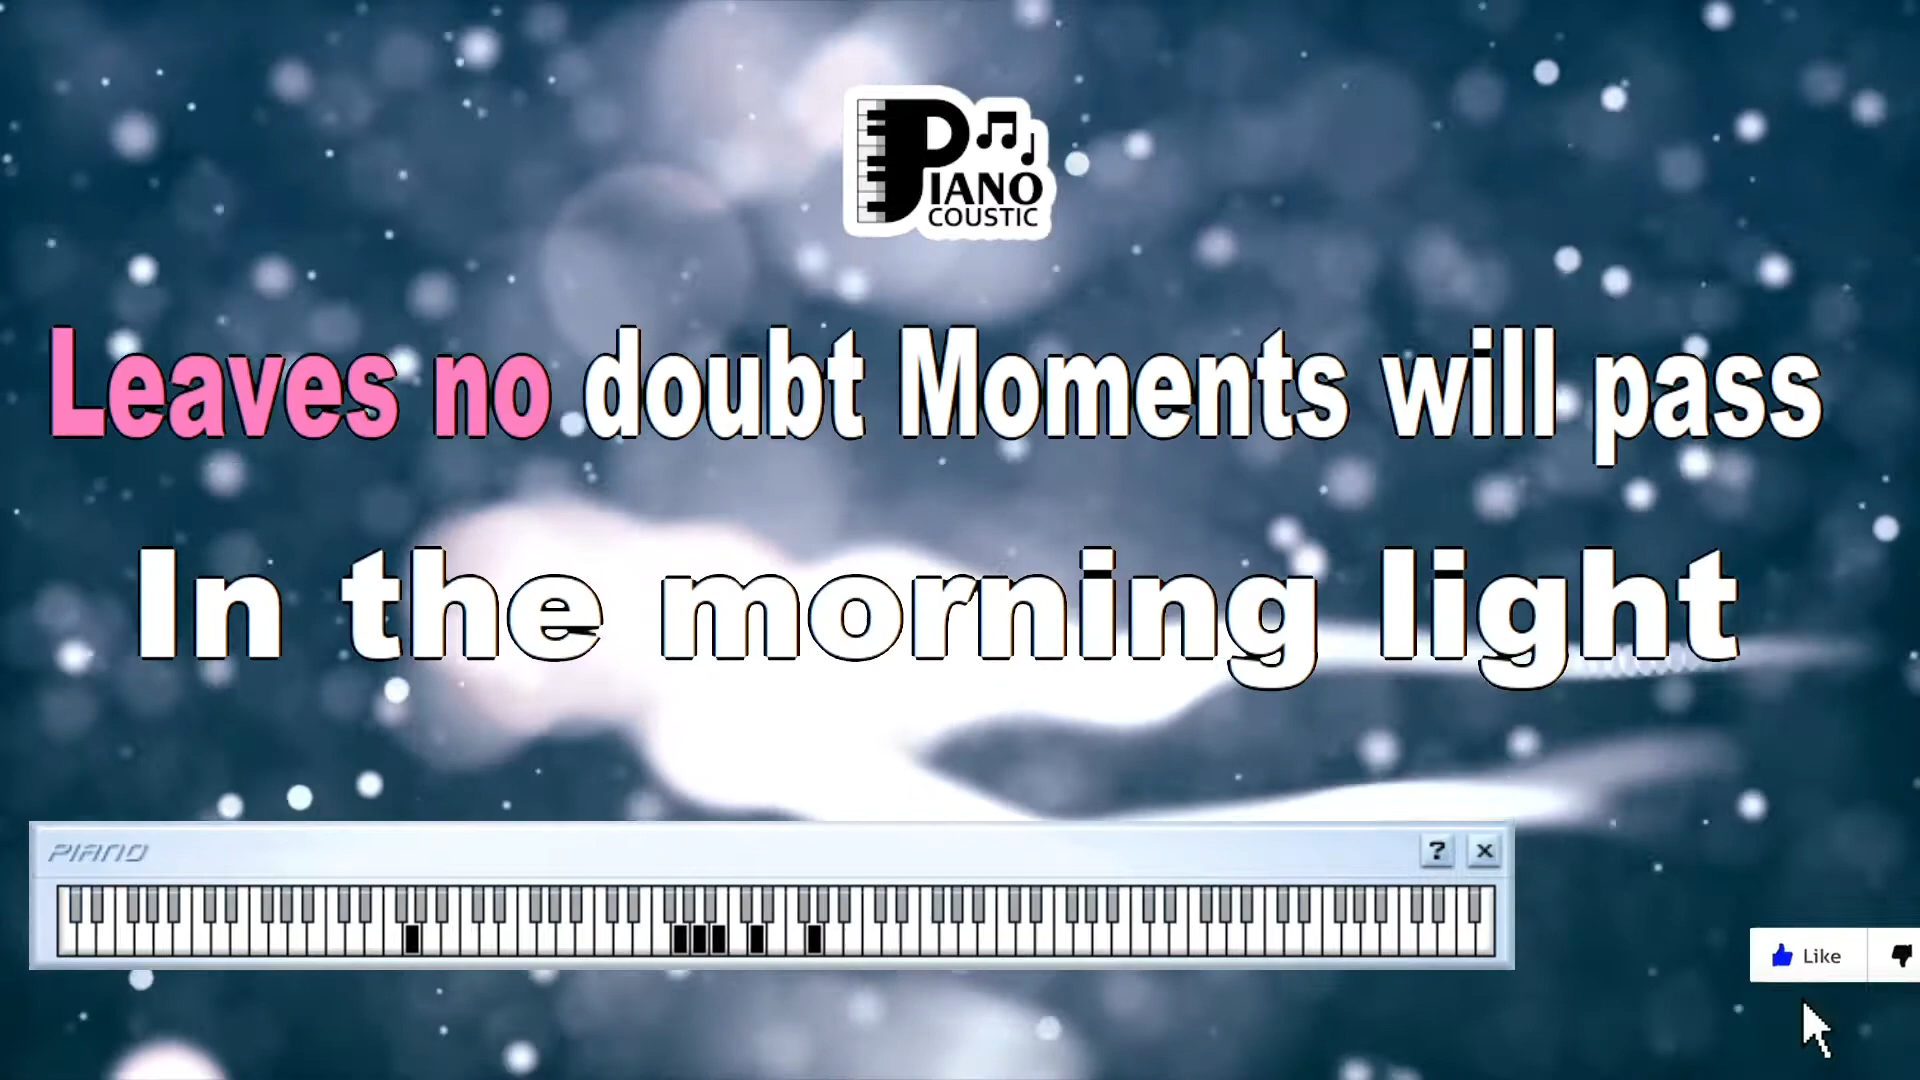 PIANO
COUSTIC
Leaves no doubt Moments will pass
In the morning light
PIANO
? ×
Like